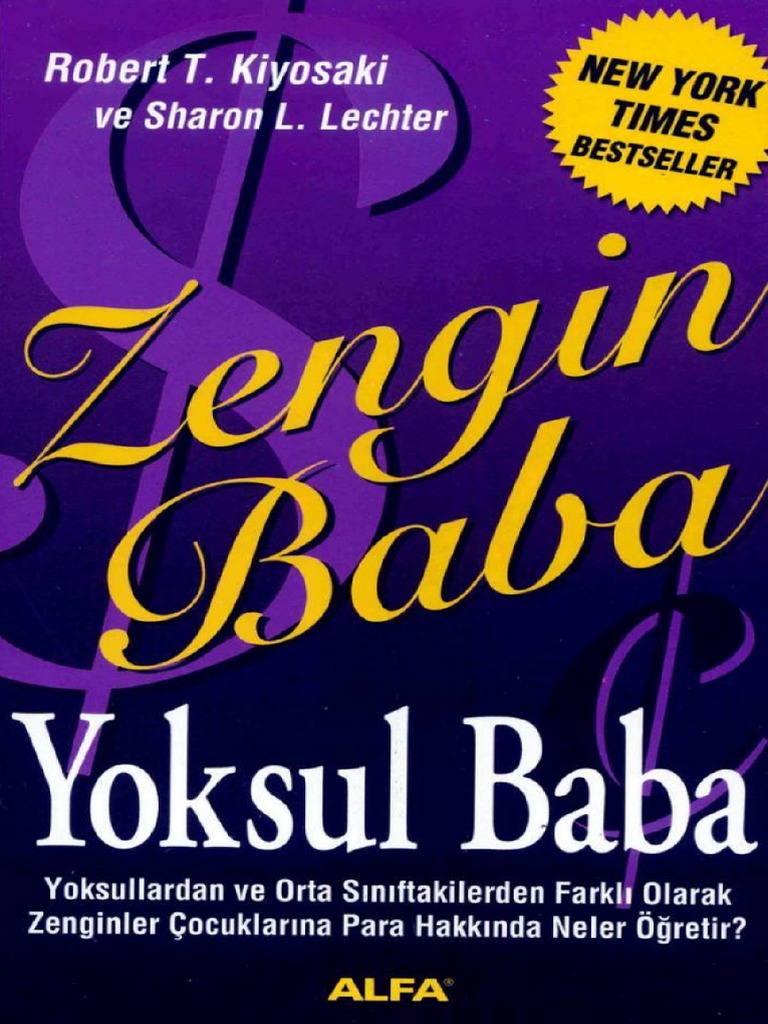 Robert T. Kiyosaki
ve Sharon L. Lechter
NEW YORK
TIMES
BESTSELLER
Zengin
Baba
Yoksul Baba
Yoksullardan ve Orta Sınıftakilerden Farklı Olarak
Zenginler Çocuklarına Para Hakkında Neler Öğretir?
ALFA®